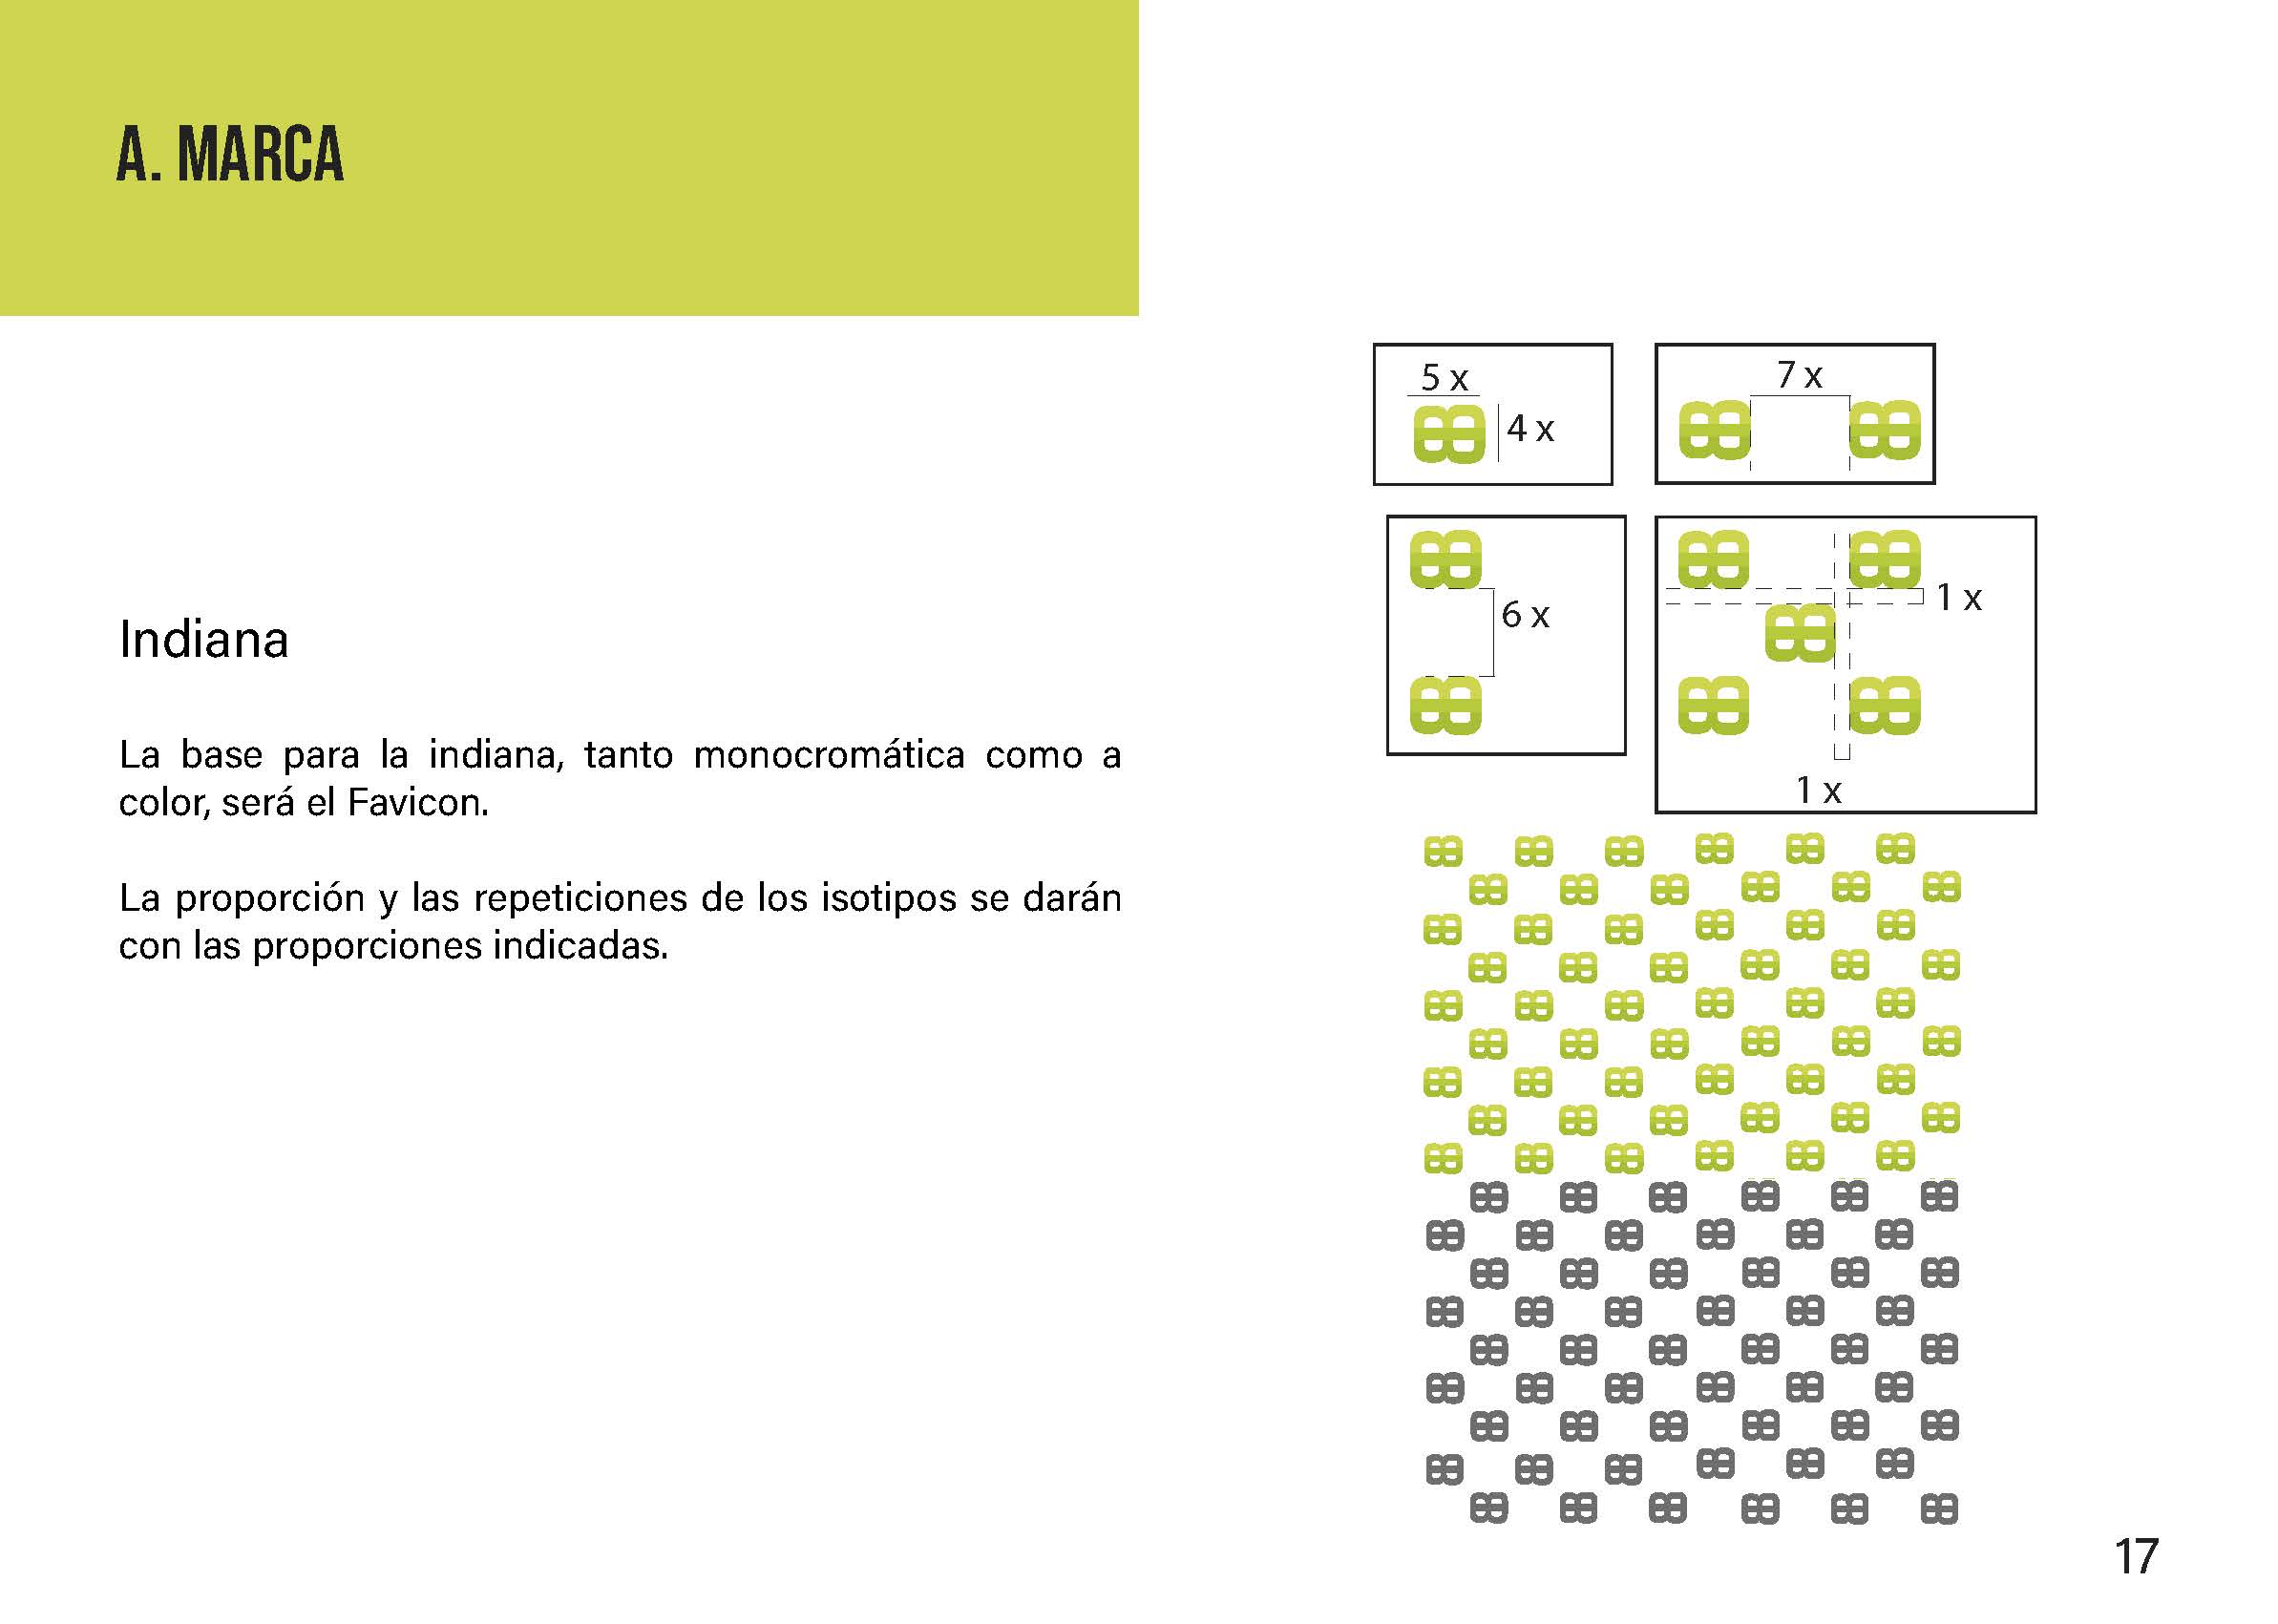 A. MARCA
Indiana
La base para la indiana, tanto monocromática como a
color, será el Favicon.
La proporción y las repeticiones de los isotipos se darán
con las proporciones indicadas.
5 x
4 x
7 x
6 x
1 x
1 x
17